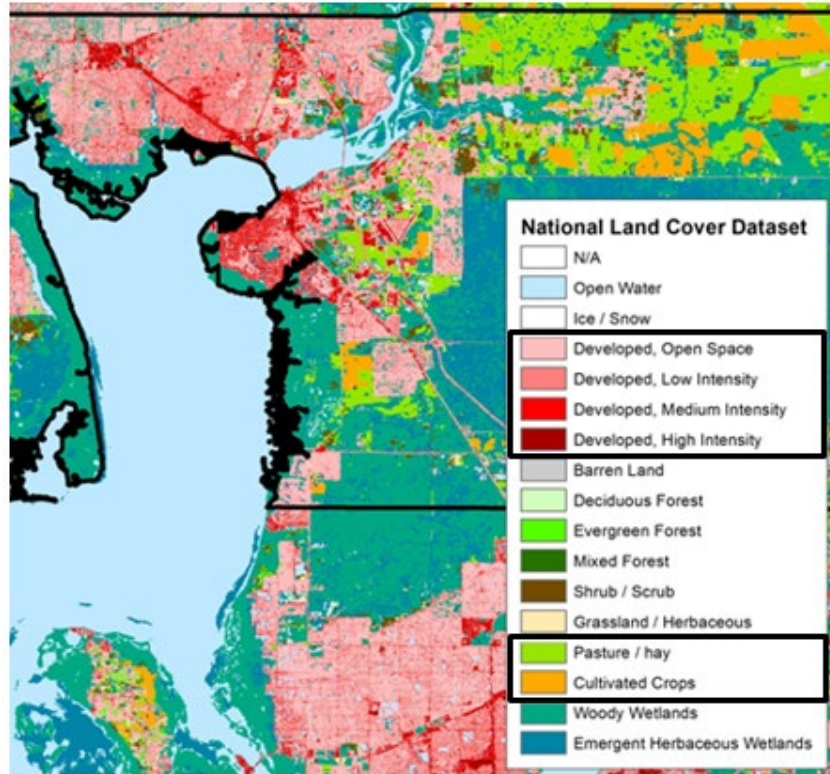 National Land Cover Dataset
N/A
Open Water
Ice / Snow
Developed, Open Space
Developed, Low Intensity
Developed, Medium Intensity
Developed, High Intensity
Barren Land
Deciduous Forest
Evergreen Forest
Mixed Forest
Shrub / Scrub
Grassland / Herbaceous
Pasture / hay
Cultivated Crops
Woody Wetlands
Emergent Herbaceous Wetlands